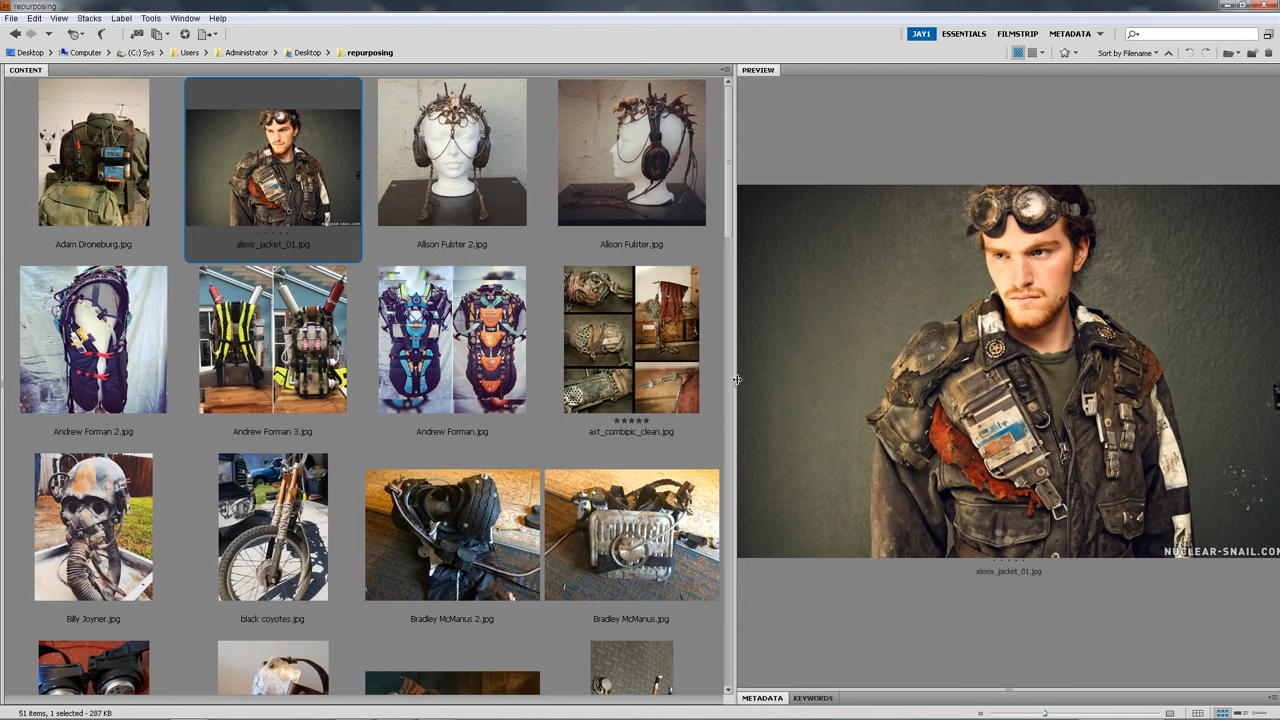 Br repurposing
File Edit View Stacks Label Tools Window Help
JAY1 ESSENTIALS FILMSTRIP METADATA
Desktop Computer (C:) Sys Users Administrator Desktop repurposing
Sort by Filename
CONTENT
PREVIEW
Adam Droneburg.jpg
alexis_jacket_01.jpg
Allison Fulster 2.jpg
Allison Fulster.jpg
Andrew Forman 2.jpg
Andrew Forman 3.jpg
Andrew Forman.jpg
axt_combipic_clean.jpg
NUCLEAR-SNAIL.COM
alexis_jacket_01.jpg
Billy Joyner.jpg
black coyotes.jpg
Bradley McManus 2.jpg
Bradley McManus.jpg
METADATA KEYWORDS
51 items, 1 selected - 287 KB